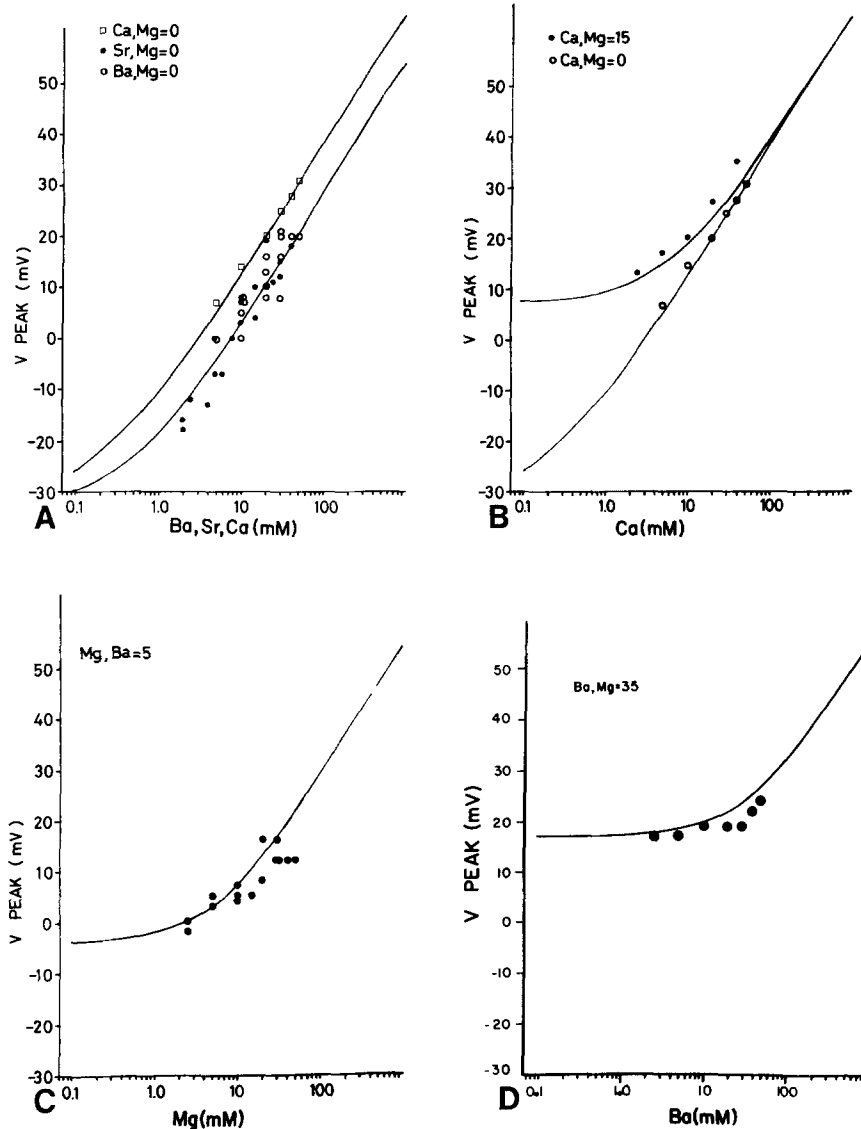 □ Ca,Mg=0
• Sr,Mg=0
○ Ba,Mg=0
50
40
30
20
10
0
-10
-20
-30
V PEAK (mV)
0.1 1.0 10 100
A
Ba,Sr,Ca(mM)
• Ca,Mg=15
○ Ca,Mg=0
50
40
30
20
10
0
-10
-20
-30
V PEAK (mV)
0.1 1.0 10 100
B
Ca(mM)
Mg,Ba=5
50
40
30
20
10
0
-10
-20
-30
V PEAK (mV)
0.1 1.0 10 100
C
Mg(mM)
Ba,Mg=35
50
40
30
20
10
0
-10
-20
-30
V PEAK (mV)
0.1 1.0 10 100
D
Ba(mM)